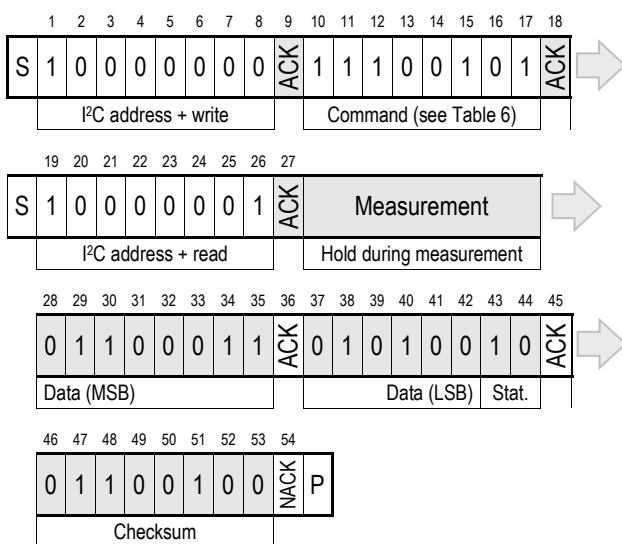 1 2 3 4 5 6 7 8 9 10 11 12 13 14 15 16 17 18
S 1 0 0 0 0 0 0 0 ACK 1 1 1 0 0 1 0 1 ACK
I²C address + write Command (see Table 6)
19 20 21 22 23 24 25 26 27
S 1 0 0 0 0 0 0 1 ACK Measurement
I²C address + read Hold during measurement
28 29 30 31 32 33 34 35 36 37 38 39 40 41 42 43 44 45
0 1 1 0 0 0 1 1 ACK 0 1 0 1 0 0 1 0 ACK
Data (MSB) Data (LSB) Stat.
46 47 48 49 50 51 52 53 54
0 1 1 0 0 1 0 0 NACK P
Checksum